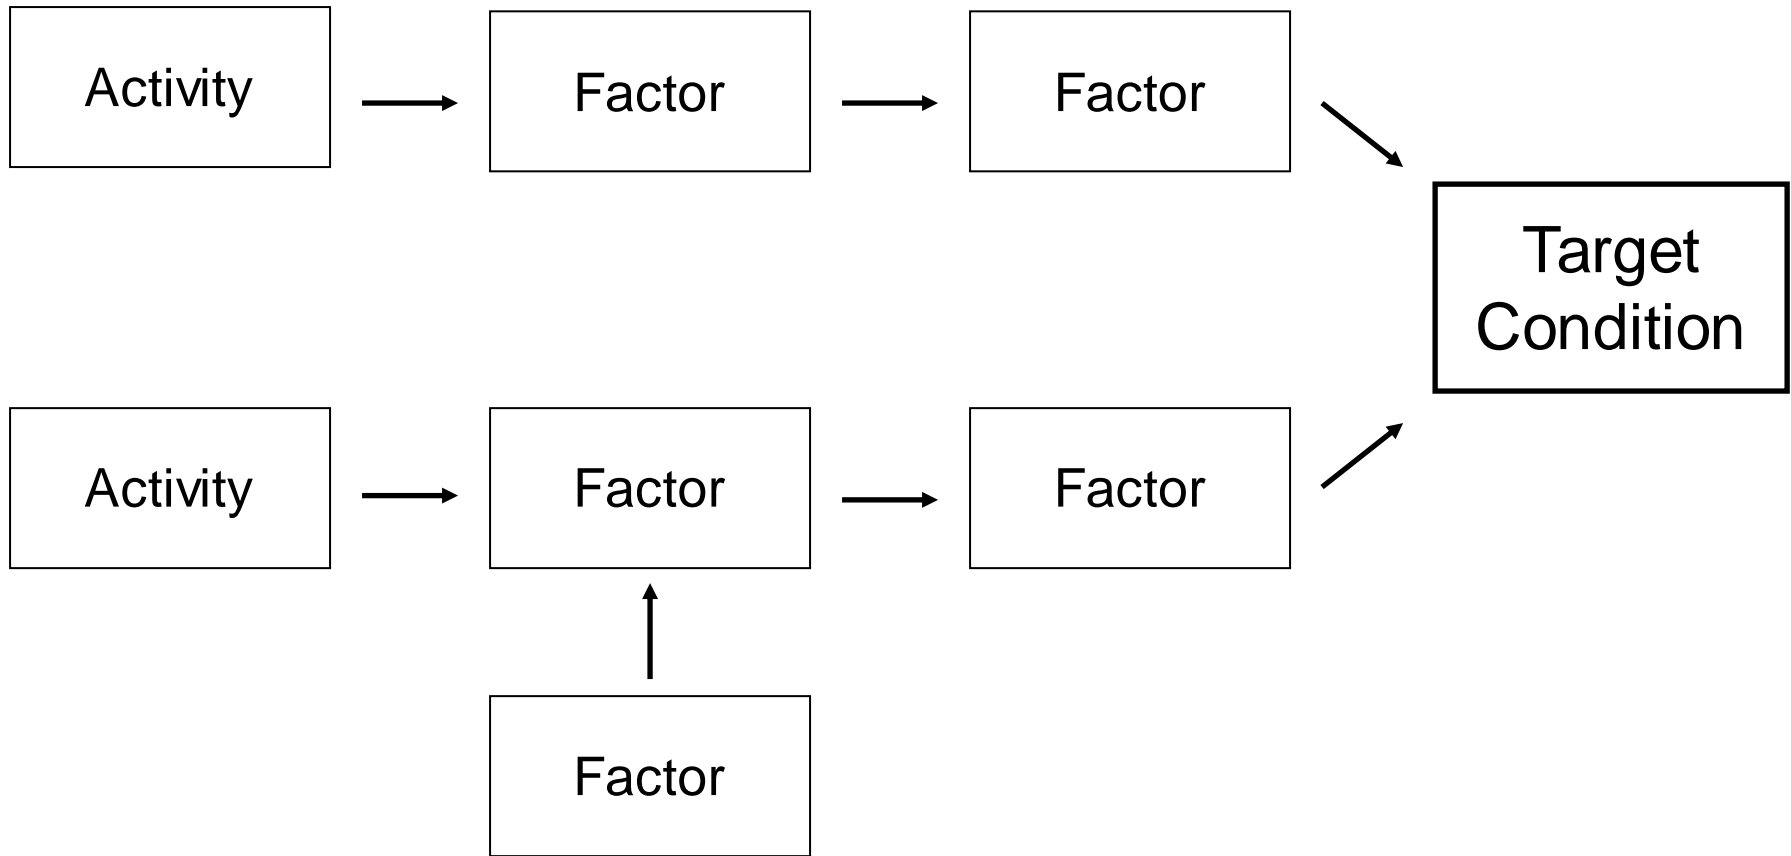 Activity
Factor
Factor
Target
Condition
Activity
Factor
Factor
Factor